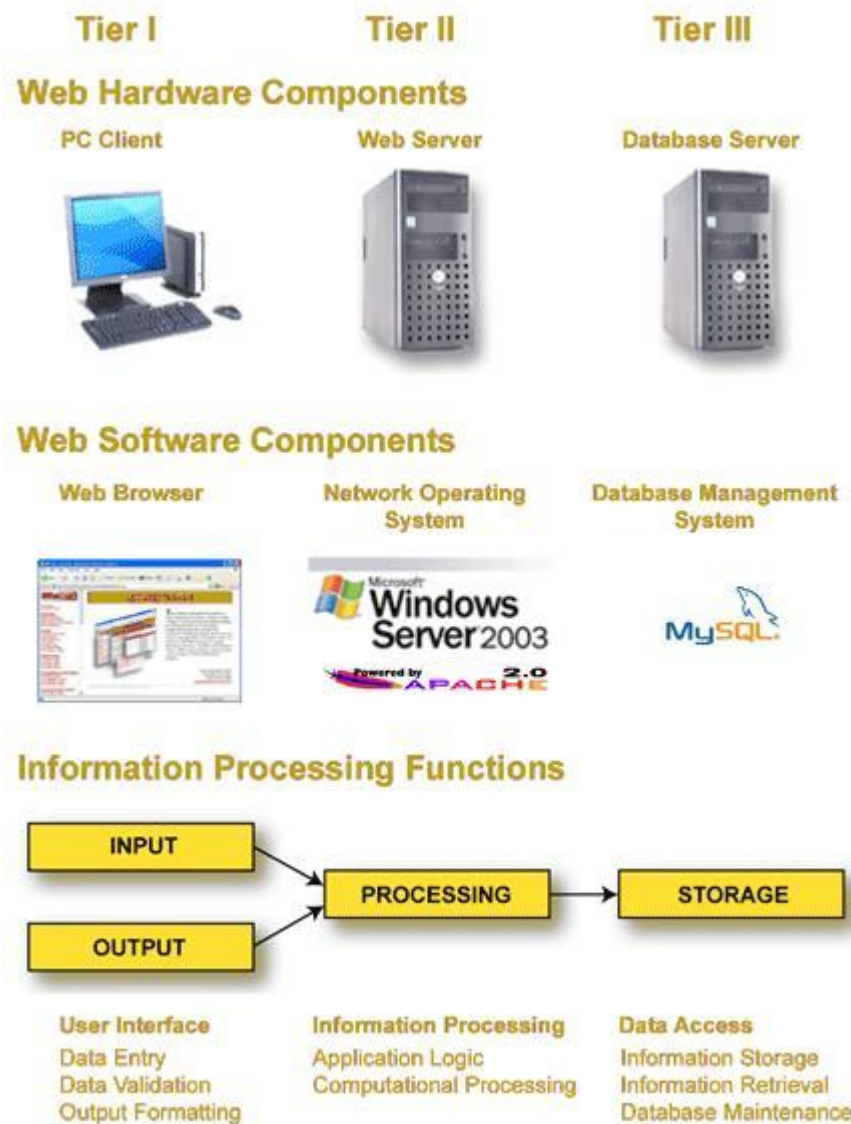 Tier I Tier II Tier III
Web Hardware Components
PC Client Web Server Database Server
Web Software Components
Web Browser Network Operating System Database Management System
Microsoft
Windows
Server 2003
Powered by 2.0
APACHE
MySQL
Information Processing Functions
INPUT
PROCESSING STORAGE
OUTPUT
User Interface Information Processing Data Access
Data Entry Application Logic Information Storage
Data Validation Computational Processing Information Retrieval
Output Formatting Database Maintenance